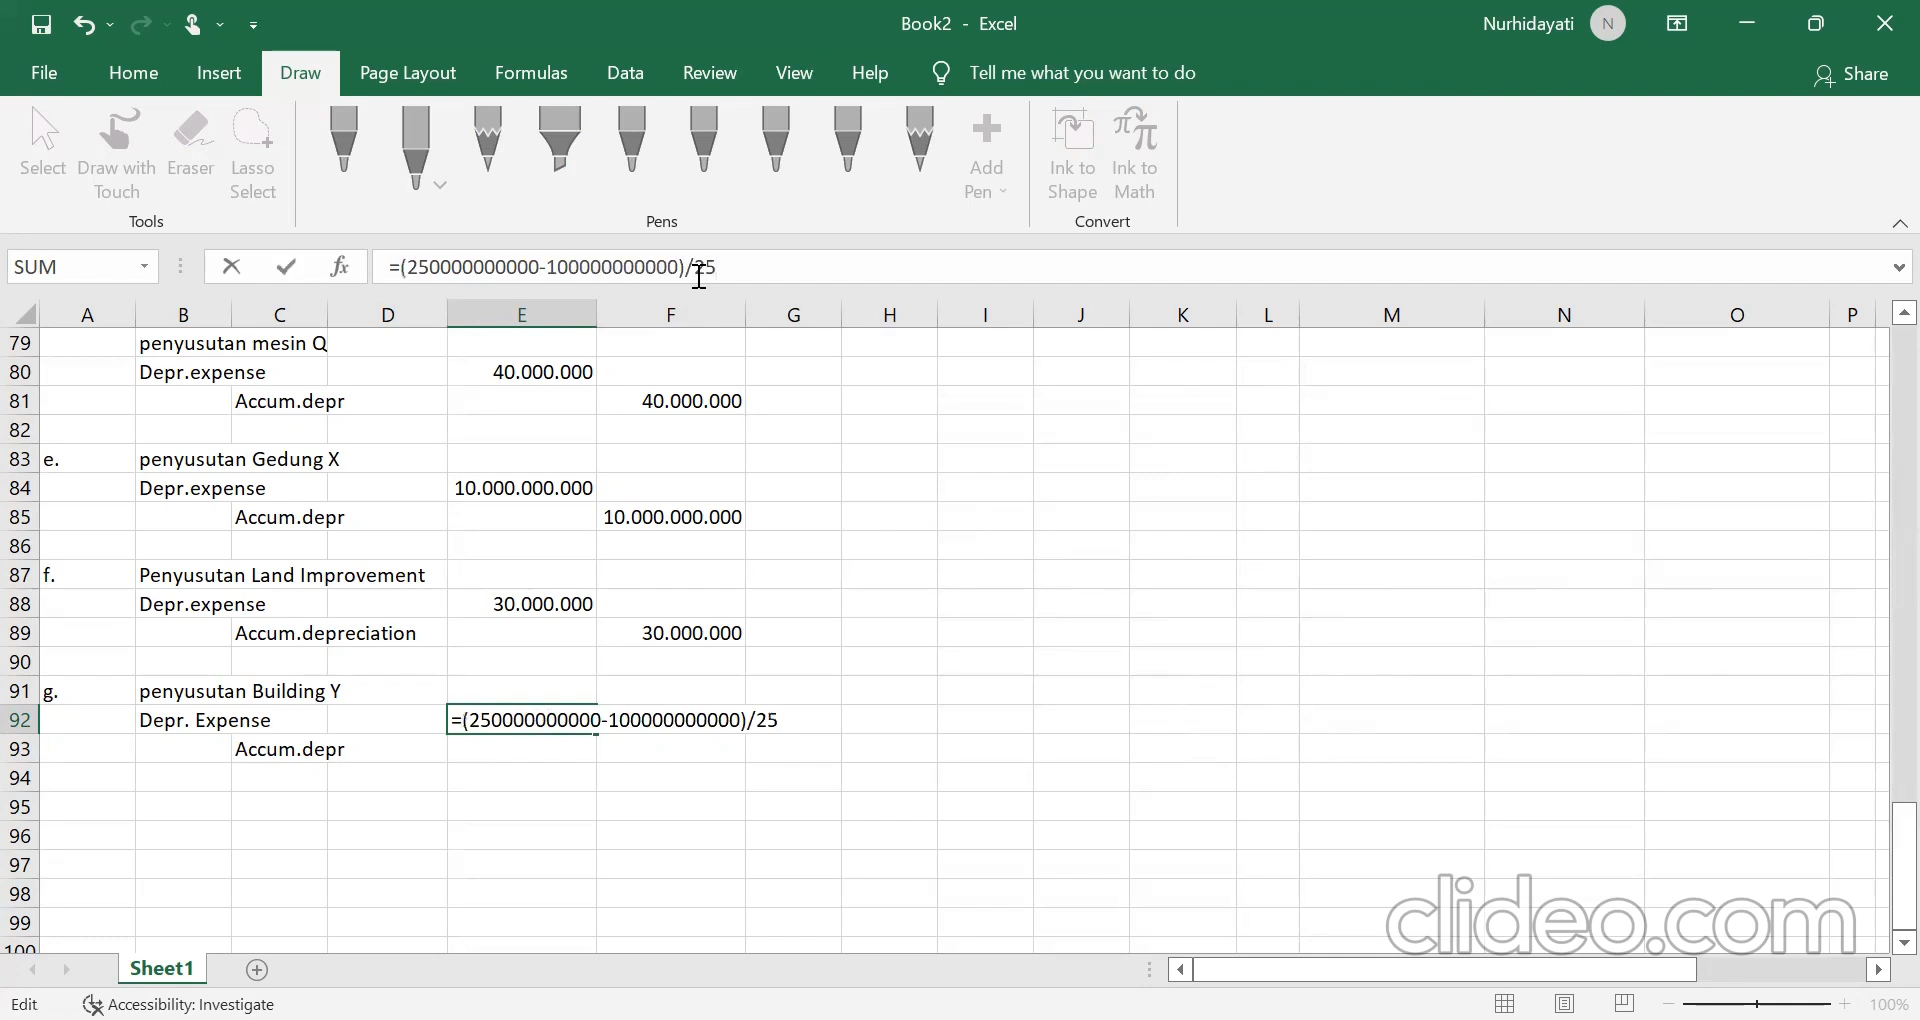 Book2 - Excel
Nurhidayati N
File Home Insert Draw Page Layout Formulas Data Review View Help Tell me what you want to do Share
Select Draw with Touch Eraser Lasso Select
Add Pen
Ink to Shape Ink to Math
Tools Pens Convert
SUM fx =(250000000000-100000000000)/25
A B C D E F G H I J K L M N O P
79 penyusutan mesin Q
80 Depr.expense 40.000.000
81 Accum.depr 40.000.000
82
83 e. penyusutan Gedung X
84 Depr.expense 10.000.000.000
85 Accum.depr 10.000.000.000
86
87 f. Penyusutan Land Improvement
88 Depr.expense 30.000.000
89 Accum.depreciation 30.000.000
90
91 g. penyusutan Building Y
92 Depr. Expense =(250000000000-100000000000)/25
93 Accum.depr
94
95
96
97
98
99
100
clideo.com
Sheet1
Edit Accessibility: Investigate 100%